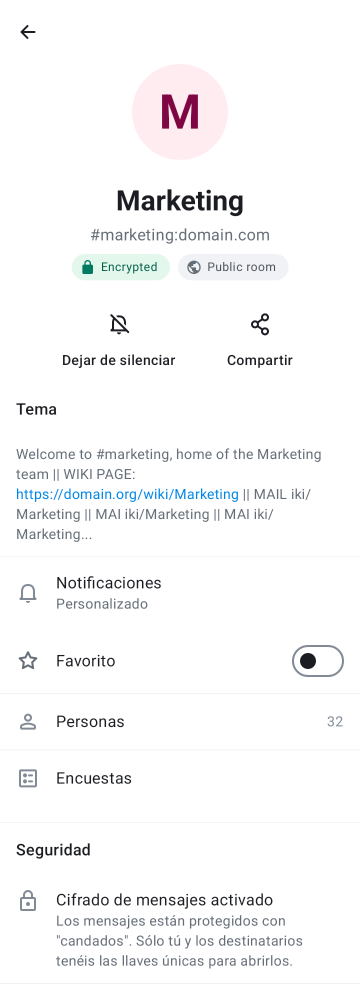 M
Marketing
#marketing:domain.com
Encrypted
Public room
Dejar de silenciar
Compartir
Tema
Welcome to #marketing, home of the Marketing
team || WIKI PAGE:
https://domain.org/wiki/Marketing || MAIL iki/
Marketing || MAI iki/Marketing || MAI iki/
Marketing...
Notificaciones
Personalizado
Favorito
Personas
32
Encuestas
Seguridad
Cifrado de mensajes activado
Los mensajes están protegidos con
"candados". Sólo tú y los destinatarios
tenéis las llaves únicas para abrirlos.